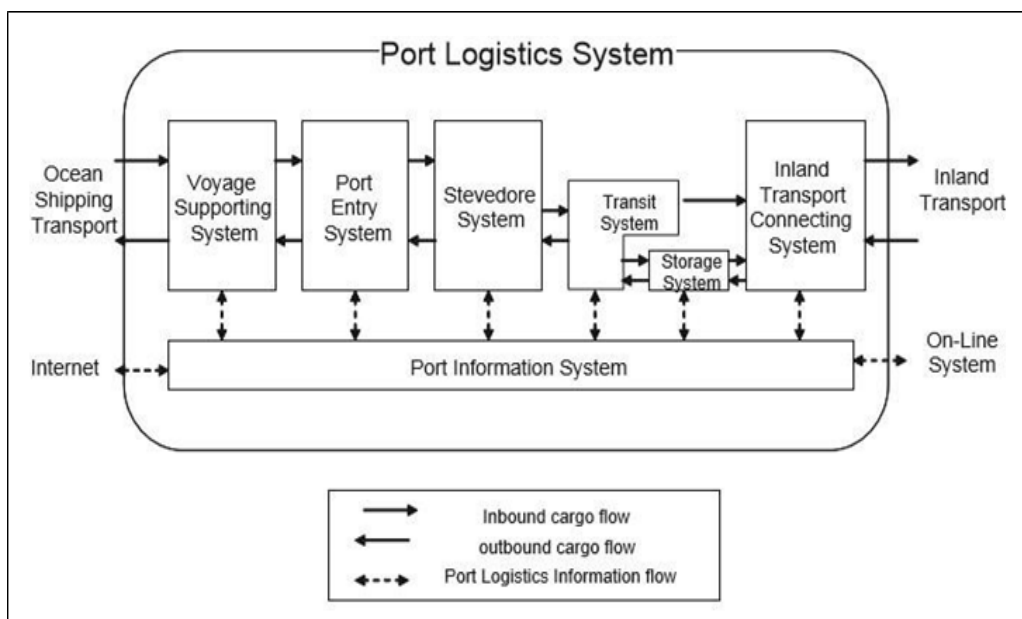 Port Logistics System
Ocean
Shipping
Transport
Voyage
Supporting
System
Port
Entry
System
Stevedore
System
Transit
System
Storage
System
Inland
Transport
Connecting
System
Inland
Transport
Internet
Port Information System
On-Line
System
Inbound cargo flow
outbound cargo flow
Port Logistics Information flow